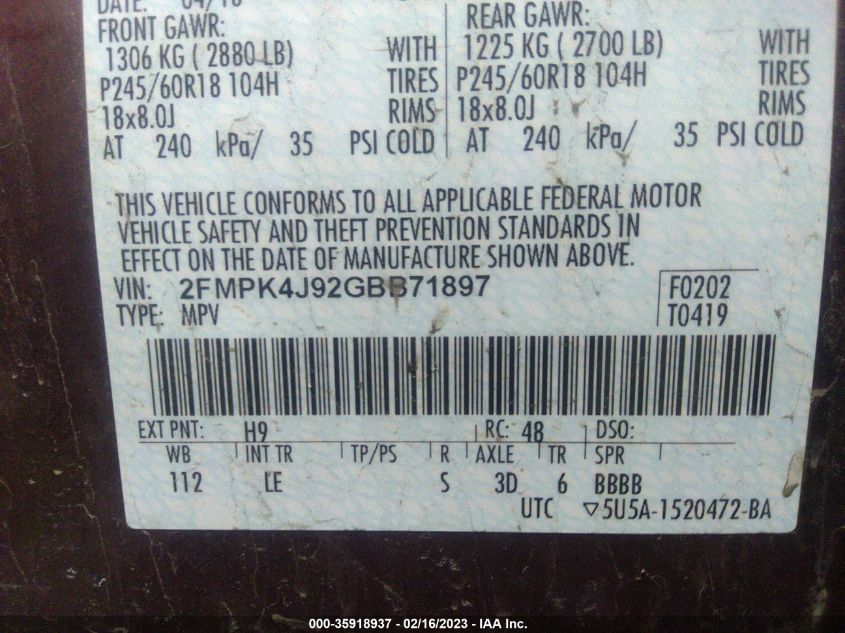 DATE: 04/16
FRONT GAWR:
1306 KG ( 2880 LB) WITH
P245/60R18 104H TIRES
18x8.0J RIMS
AT 240 kPa/ 35 PSI COLD
REAR GAWR:
1225 KG ( 2700 LB) WITH
P245/60R18 104H TIRES
18x8.0J RIMS
AT 240 kPa/ 35 PSI COLD
THIS VEHICLE CONFORMS TO ALL APPLICABLE FEDERAL MOTOR
VEHICLE SAFETY AND THEFT PREVENTION STANDARDS IN
EFFECT ON THE DATE OF MANUFACTURE SHOWN ABOVE.
VIN: 2FMPK4J92GBB71897 F0202
TYPE: MPV T0419
EXT PNT: H9 RC: 48 DSO:
WB INT TR TP/PS R AXLE TR SPR
112 LE S 3D 6 BBBB
UTC ▽5U5A-1520472-BA
000-35918937 - 02/16/2023 - IAA Inc.